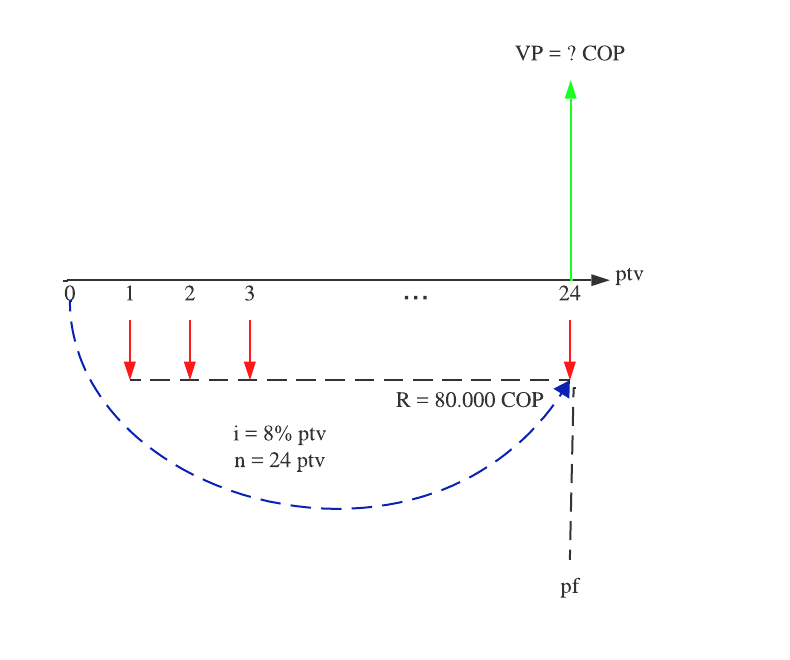 VP = ? COP
ptv
0 1 2 3 ... 24
R = 80.000 COP
i = 8% ptv
n = 24 ptv
pf